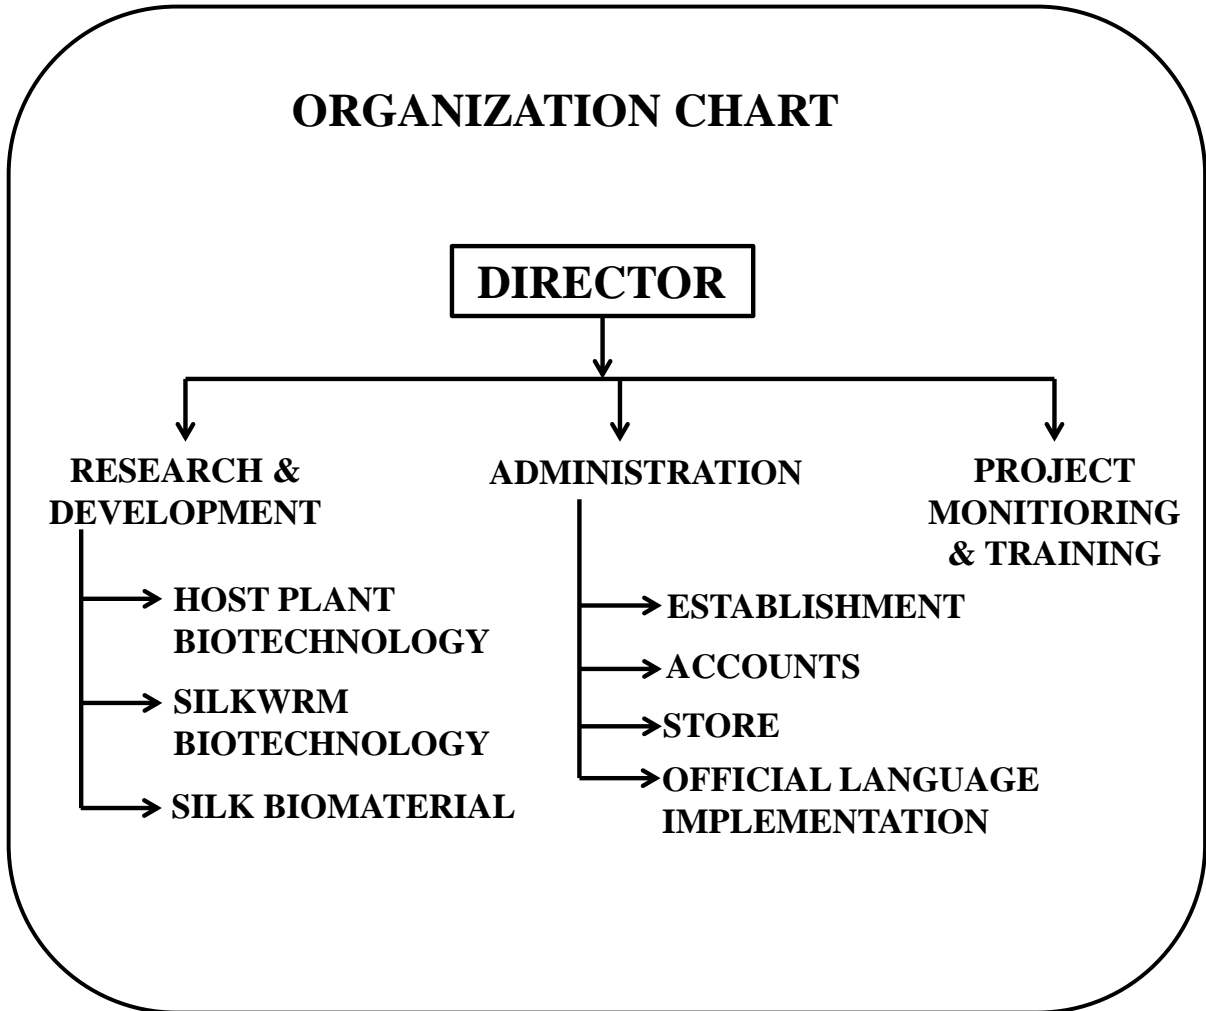 ORGANIZATION CHART
DIRECTOR
RESEARCH &
DEVELOPMENT
HOST PLANT
BIOTECHNOLOGY
SILKWRM
BIOTECHNOLOGY
SILK BIOMATERIAL
ADMINISTRATION
ESTABLISHMENT
ACCOUNTS
STORE
OFFICIAL LANGUAGE
IMPLEMENTATION
PROJECT
MONITIORING
& TRAINING